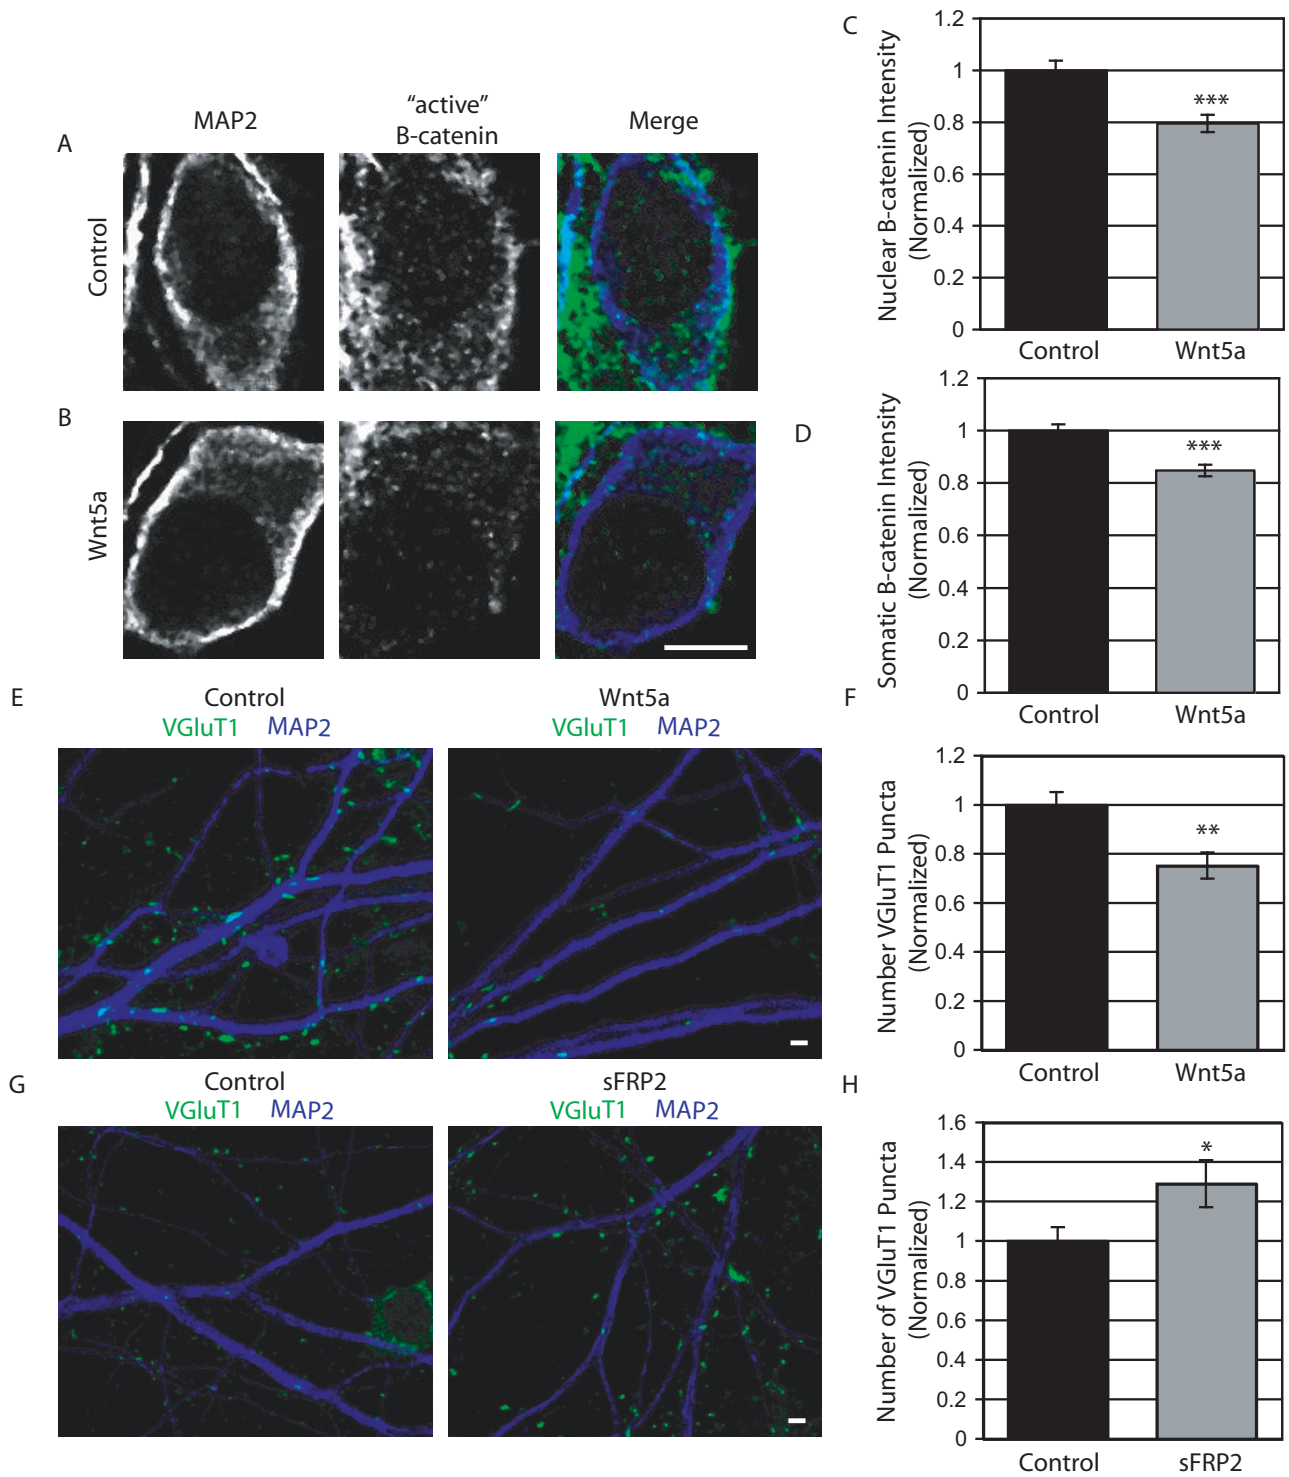 A
MAP2
"active"
B-catenin
Merge
Control
B
Wnt5a
C
Nuclear B-catenin Intensity
(Normalized)
1.2
1
0.8
0.6
0.4
0.2
0
***
Control
Wnt5a
D
Somatic B-catenin Intensity
(Normalized)
1.2
1
0.8
0.6
0.4
0.2
0
***
Control
Wnt5a
E
Control
VGluT1 MAP2
Wnt5a
VGluT1 MAP2
F
Number VGluT1 Puncta
(Normalized)
1.2
1
0.8
0.6
0.4
0.2
0
**
Control
Wnt5a
G
Control
VGluT1 MAP2
sFRP2
VGluT1 MAP2
H
Number of VGluT1 Puncta
(Normalized)
1.6
1.4
1.2
1
0.8
0.6
0.4
0.2
0
*
Control
sFRP2